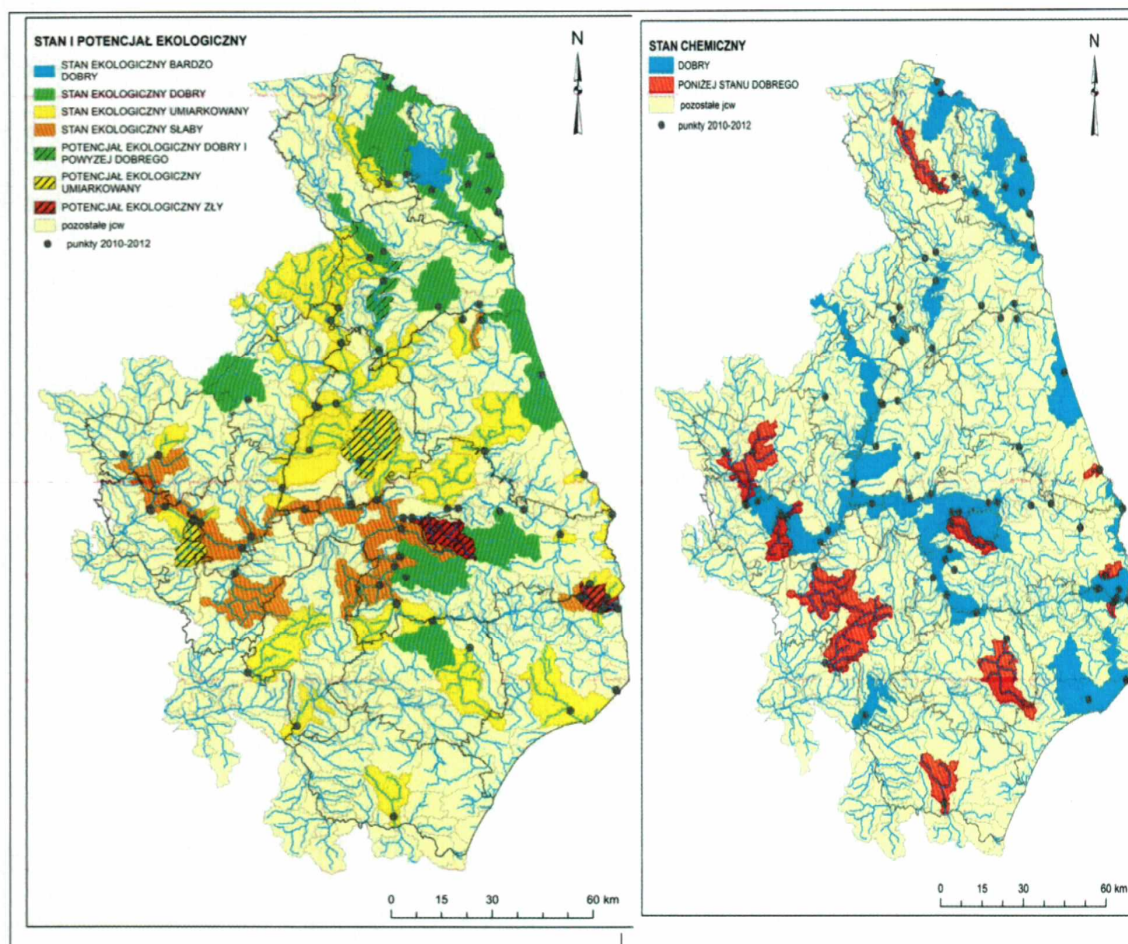 STAN I POTENCJAŁ EKOLOGICZNY
STAN EKOLOGICZNY BARDZO
DOBRY
STAN EKOLOGICZNY DOBRY
STAN EKOLOGICZNY UMIARKOWANY
STAN EKOLOGICZNY SŁABY
POTENCJAŁ EKOLOGICZNY DOBRY I
POWYZEJ DOBREGO
POTENCJAŁ EKOLOGICZNY
UMIARKOWANY
POTENCJAŁ EKOLOGICZNY ZŁY
pozostałe jcw
punkty 2010-2012
N
0 15 30 60 km
STAN CHEMICZNY
DOBRY
PONIŻEJ STANU DOBREGO
pozostałe jcw
punkty 2010-2012
N
0 15 30 60 km